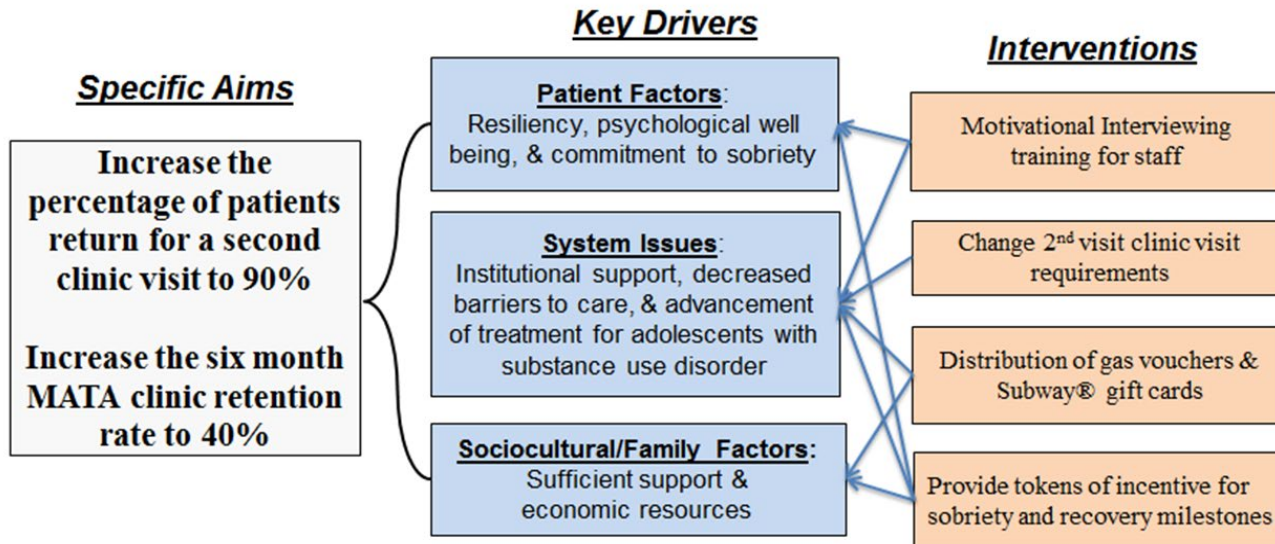 Specific Aims
Increase the
percentage of patients
return for a second
clinic visit to 90%
Increase the six month
MATA clinic retention
rate to 40%
Key Drivers
Patient Factors:
Resiliency, psychological well
being, & commitment to sobriety
System Issues:
Institutional support, decreased
barriers to care, & advancement
of treatment for adolescents with
substance use disorder
Sociocultural/Family Factors:
Sufficient support &
economic resources
Interventions
Motivational Interviewing
training for staff
Change 2nd visit clinic visit
requirements
Distribution of gas vouchers &
Subway® gift cards
Provide tokens of incentive for
sobriety and recovery milestones